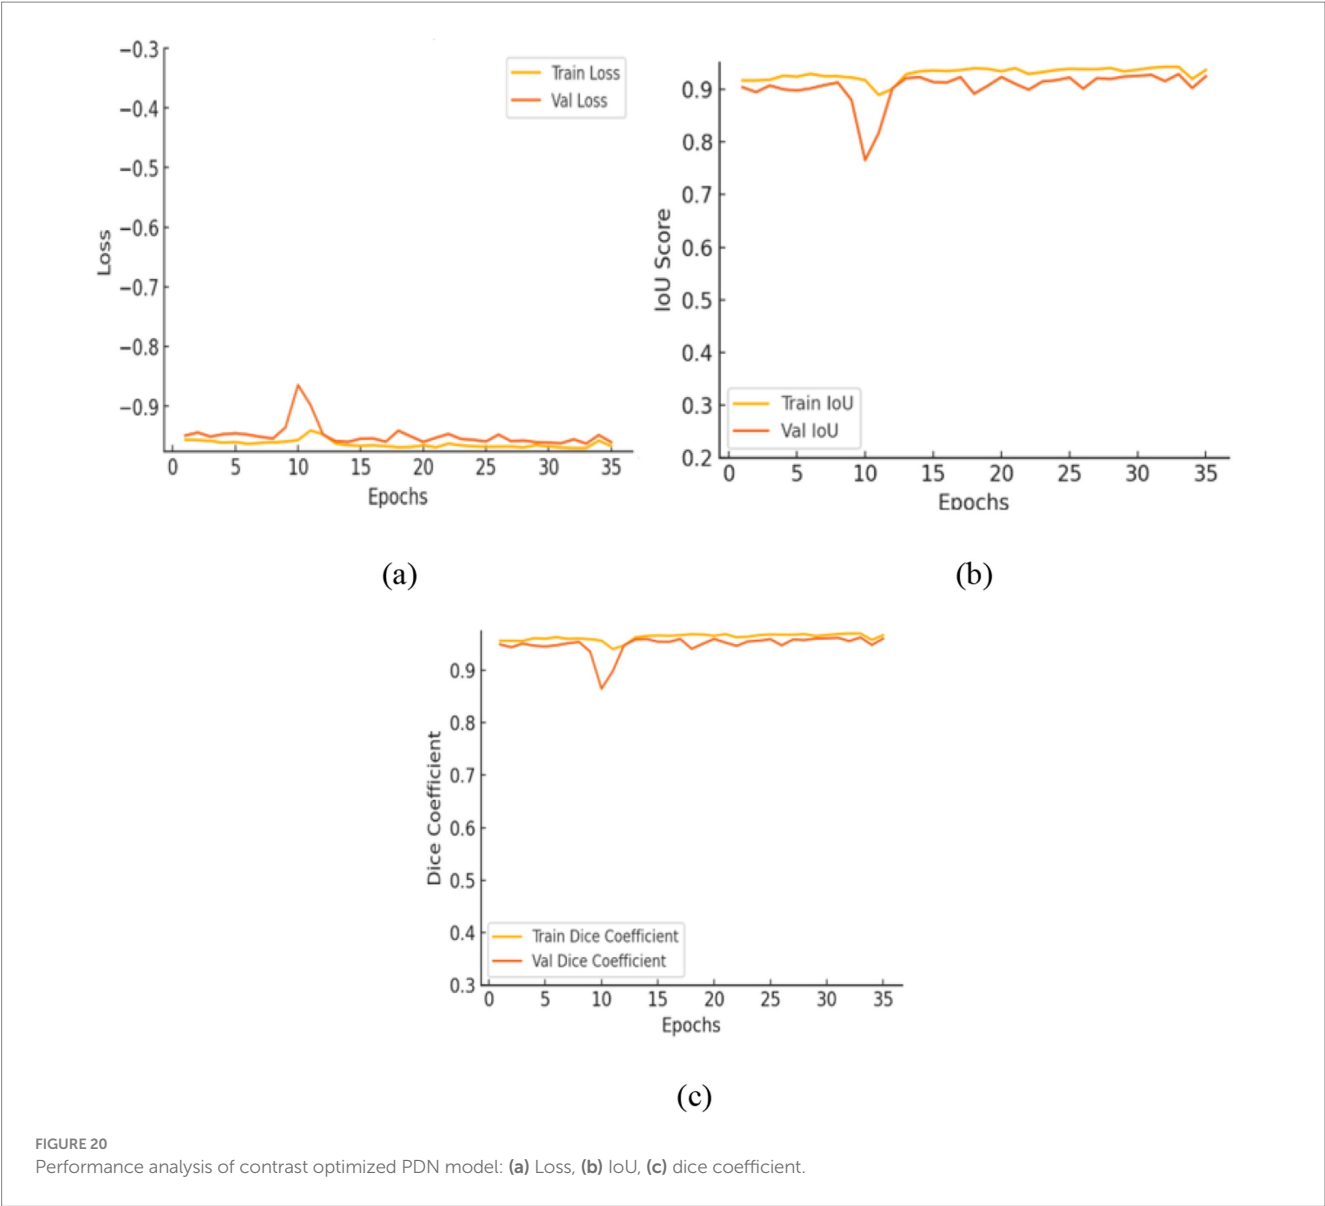 −0.3
−0.4
−0.5
−0.6
−0.7
−0.8
−0.9
Loss
Train Loss
Val Loss
0 5 10 15 20 25 30 35
Epochs
(a)
0.9
0.8
0.7
0.6
0.5
0.4
0.3
0.2
IoU Score
Train IoU
Val IoU
0 5 10 15 20 25 30 35
Epochs
(b)
0.9
0.8
0.7
0.6
0.5
0.4
0.3
Dice Coefficient
Train Dice Coefficient
Val Dice Coefficient
0 5 10 15 20 25 30 35
Epochs
(c)
FIGURE 20
Performance analysis of contrast optimized PDN model: (a) Loss, (b) IoU, (c) dice coefficient.